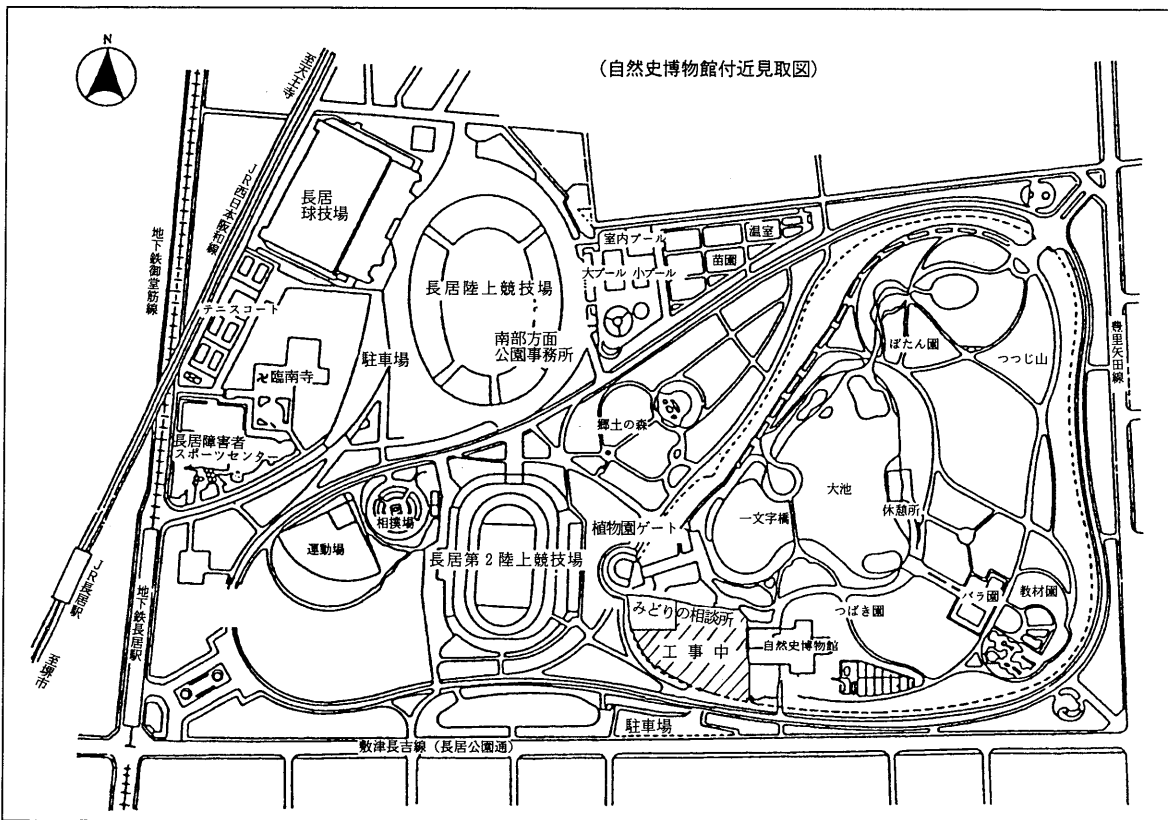 N
(自然史博物館付近見取図)
至天王寺
JR西日本阪和線
地下鉄御堂筋線
長居
球技場
テニスコート
臨南寺
長居障害者
スポーツセンター
駐車場
長居陸上競技場
南部方面
公園事務所
室内プール
大プール 小プール
温室
苗園
郷土の森
ぼたん園
つつじ山
豊里矢田線
大池
休憩所
一文字橋
植物園ゲート
相撲場
運動場
長居第2陸上競技場
みどりの相談所
工事中
自然史博物館
つばき園
バラ園
教材園
JR長居駅
至堺市
地下鉄長居駅
駐車場
敷津長吉線(長居公園通)